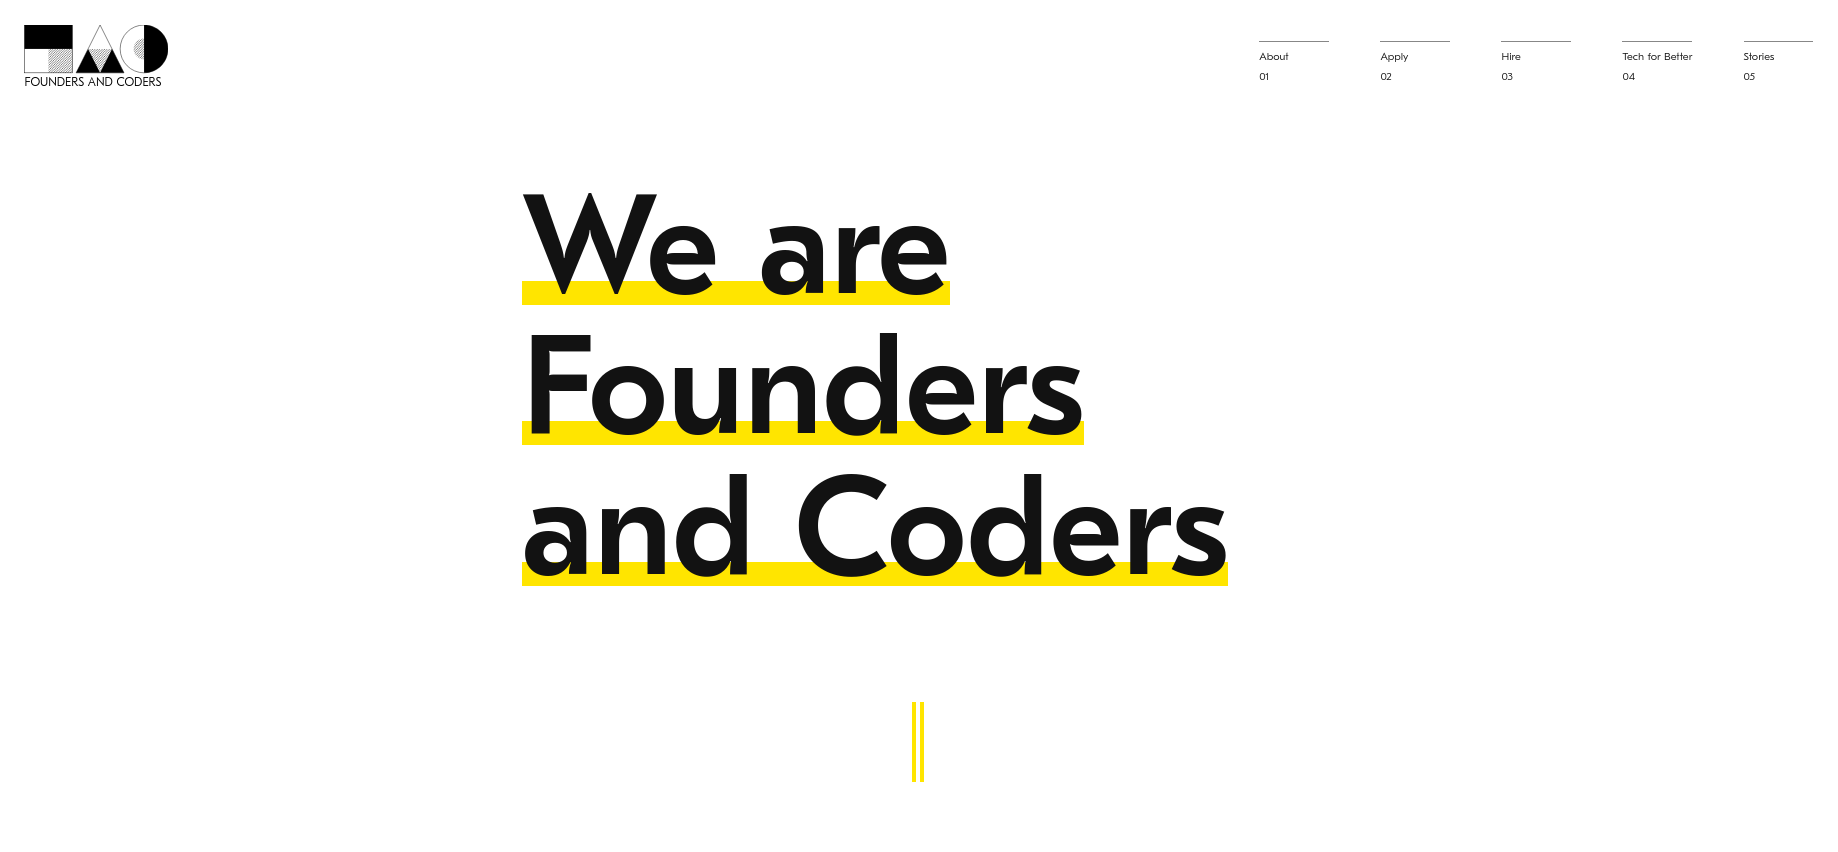 FOUNDERS AND CODERS
About
01
Apply
02
Hire
03
Tech for Better
04
Stories
05
We are
Founders
and Coders